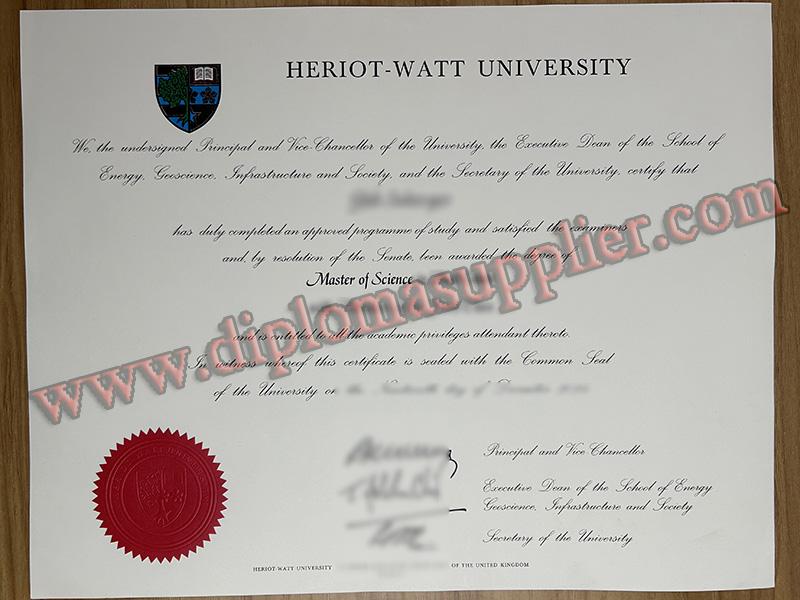 HERIOT-WATT UNIVERSITY
We, the undersigned Principal and Vice-Chancellor of the University, the Executive Dean of the School of
Energy, Geoscience, Infrastructure and Society, and the Secretary of the University, certify that
has duly completed an approved programme of study and satisfied the examiners
and, by resolution of the Senate, been awarded the degree of
Master of Science
and is entitled to all the academic privileges attendant thereto.
In witness whereof this certificate is sealed with the Common Seal
of the University on
www.diplomasupplier.com
Principal and Vice Chancellor
Executive Dean of the School of Energy
Geoscience, Infrastructure and Society
Secretary of the University
HERIOT-WATT UNIVERSITY OF THE UNITED KINGDOM